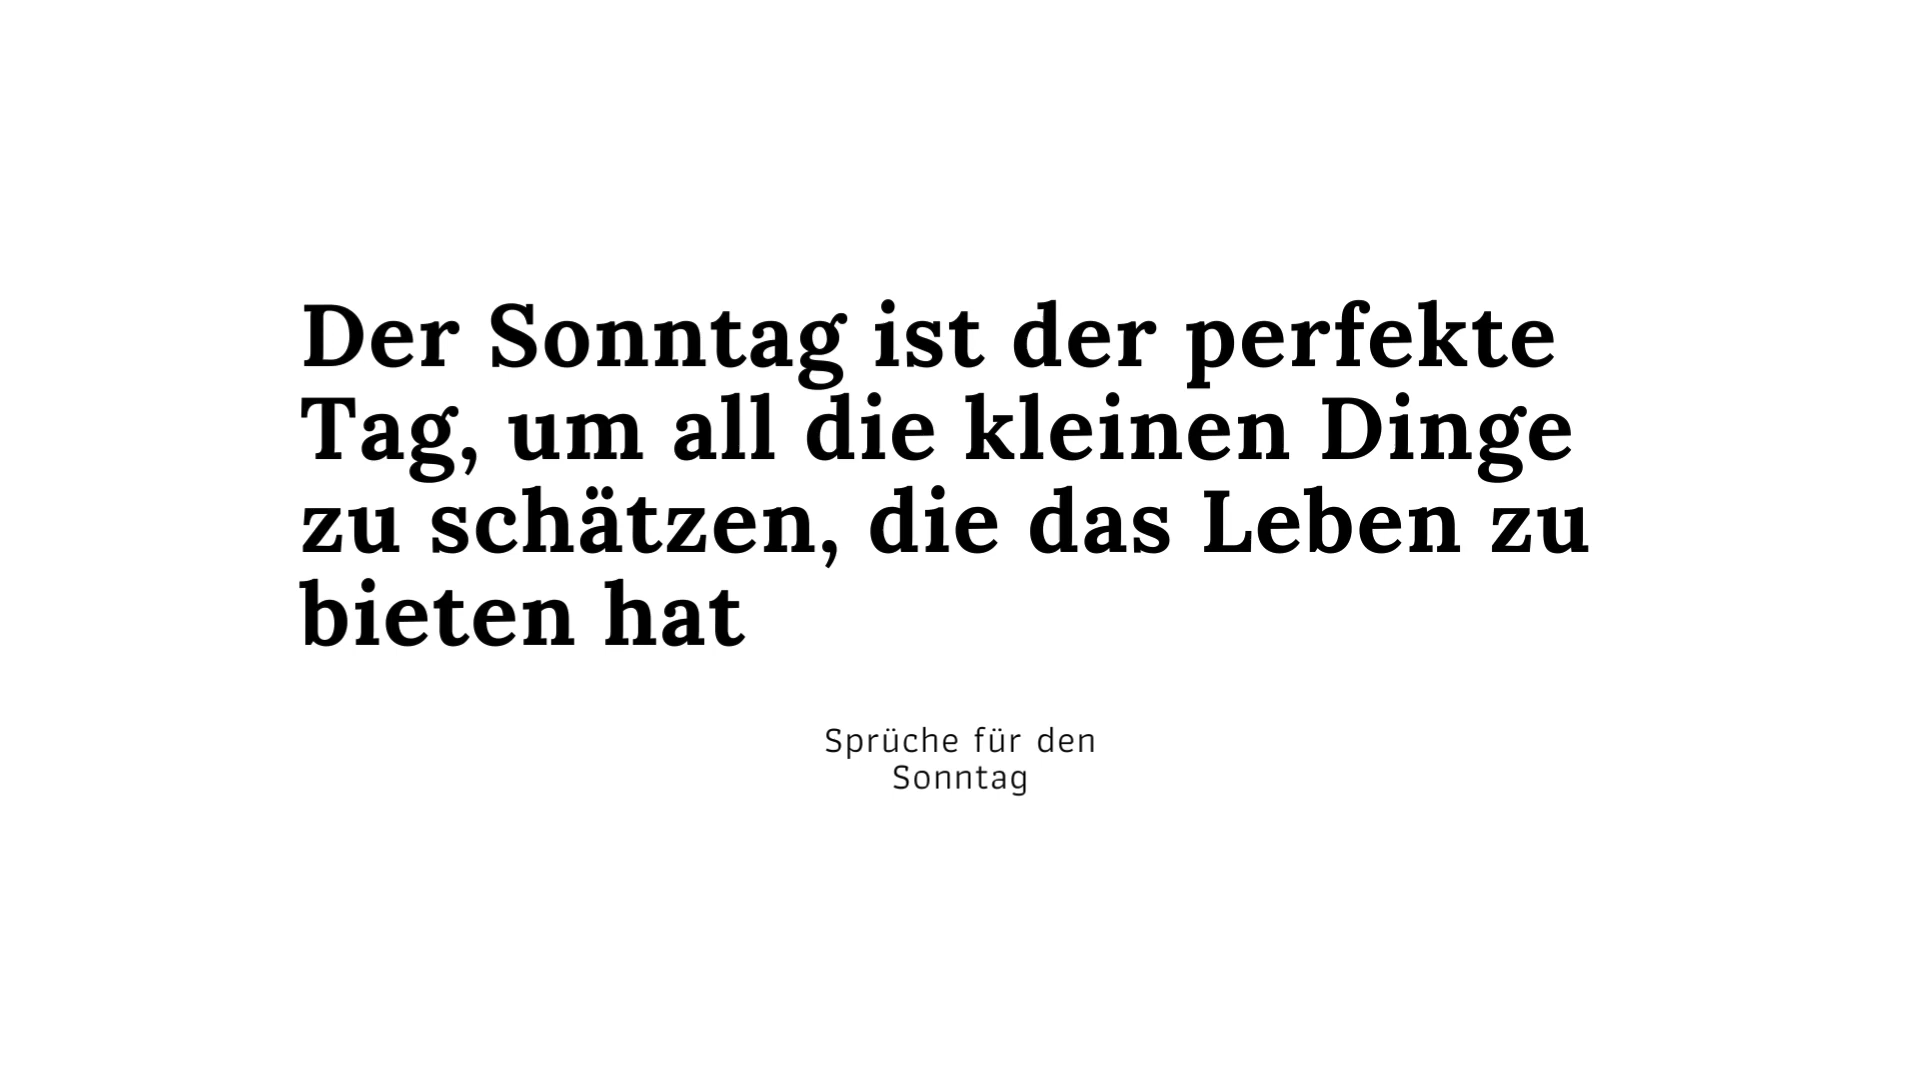 Der Sonntag ist der perfekte
Tag, um all die kleinen Dinge
zu schätzen, die das Leben zu
bieten hat
Sprüche für den
Sonntag